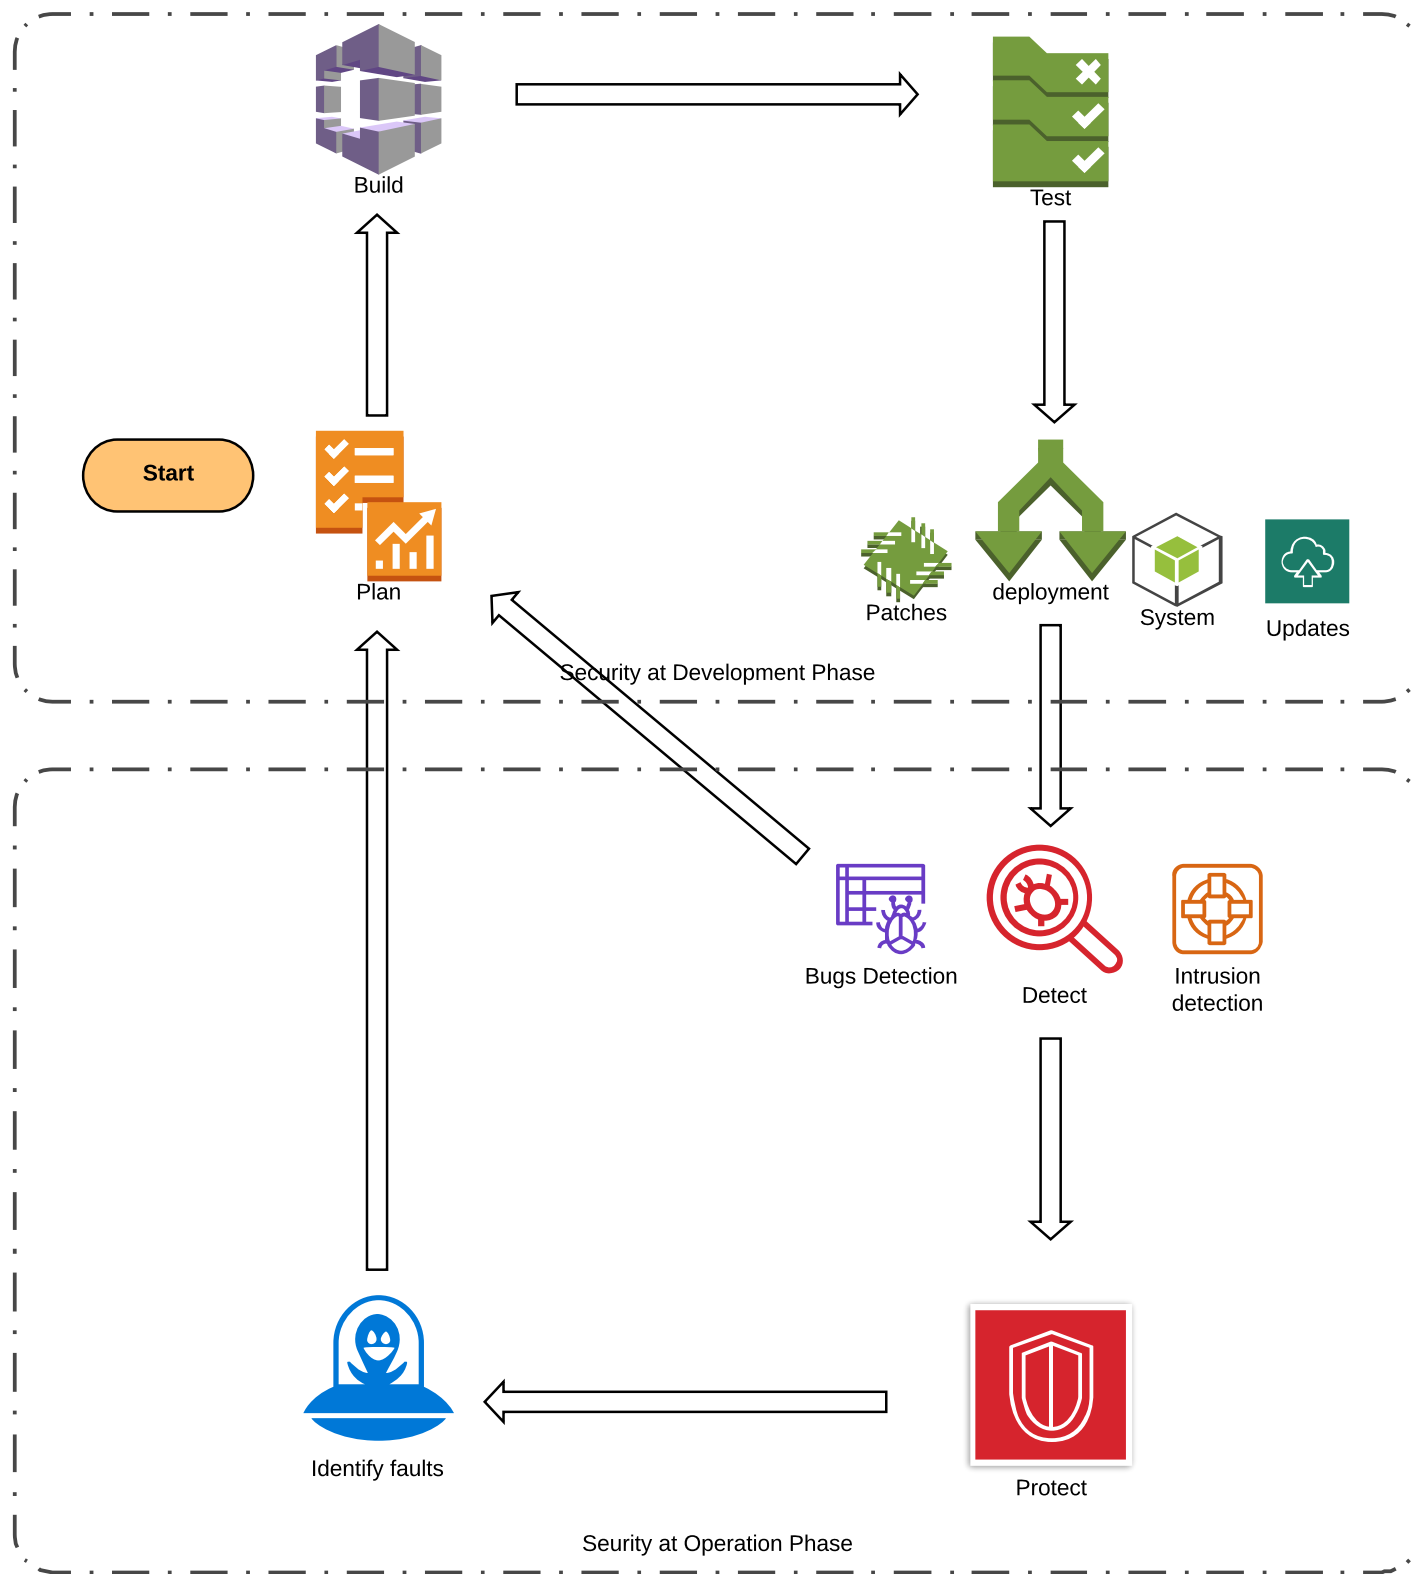 Build
Test
Start
Plan
Patches
deployment
System
Updates
Security at Development Phase
Bugs Detection
Detect
Intrusion
detection
Identify faults
Protect
Seurity at Operation Phase